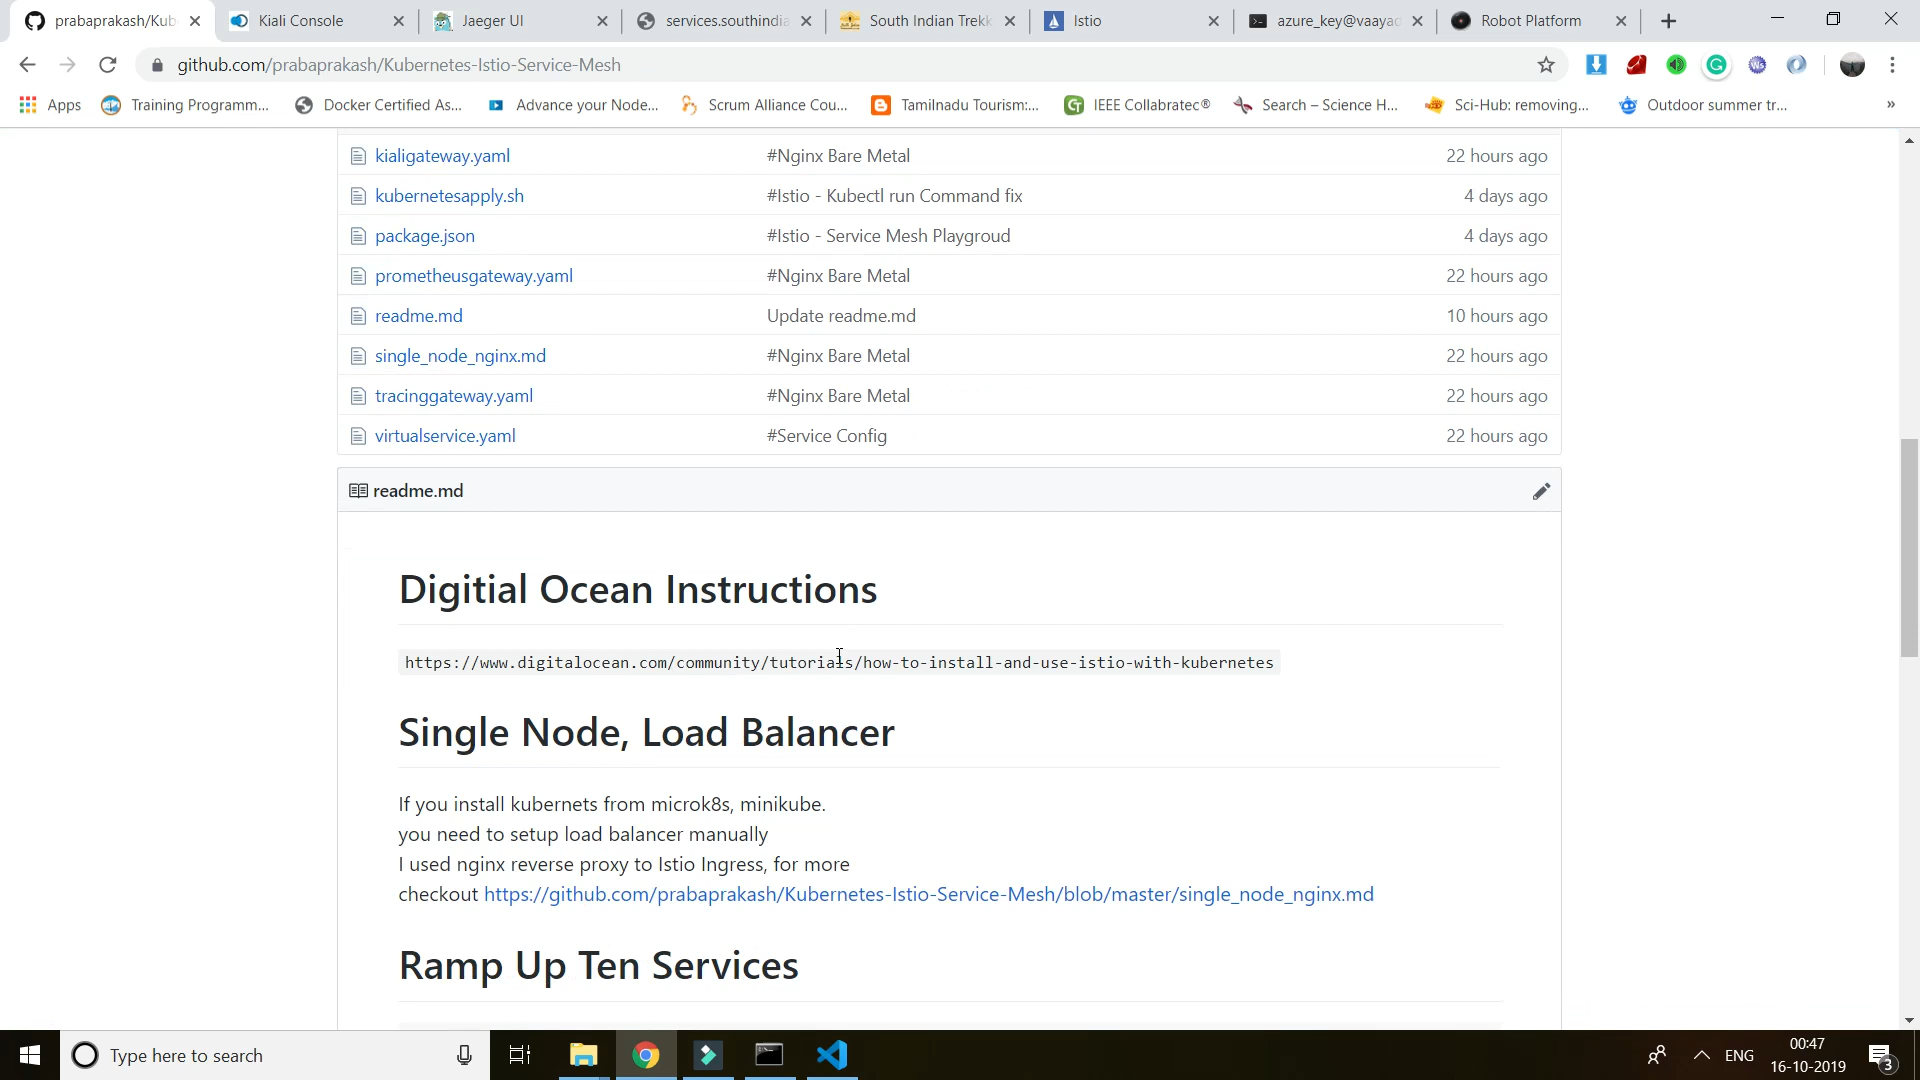 prabaprakash/Kub
Kiali Console
Jaeger UI
services.southindia
South Indian Trekk
Istio
azure_key@vaayad
Robot Platform
github.com/prabaprakash/Kubernetes-Istio-Service-Mesh
Apps
Training Programm...
Docker Certified As...
Advance your Node...
Scrum Alliance Cou...
Tamilnadu Tourism:...
IEEE Collabratec®
Search – Science H...
Sci-Hub: removing...
Outdoor summer tr...
»
kialigateway.yaml #Nginx Bare Metal 22 hours ago
kubernetesapply.sh #Istio - Kubectl run Command fix 4 days ago
package.json #Istio - Service Mesh Playgroud 4 days ago
prometheusgateway.yaml #Nginx Bare Metal 22 hours ago
readme.md Update readme.md 10 hours ago
single_node_nginx.md #Nginx Bare Metal 22 hours ago
tracinggateway.yaml #Nginx Bare Metal 22 hours ago
virtualservice.yaml #Service Config 22 hours ago
readme.md
Digitial Ocean Instructions
https://www.digitalocean.com/community/tutorials/how-to-install-and-use-istio-with-kubernetes
Single Node, Load Balancer
If you install kubernets from microk8s, minikube.
you need to setup load balancer manually
I used nginx reverse proxy to Istio Ingress, for more
checkout https://github.com/prabaprakash/Kubernetes-Istio-Service-Mesh/blob/master/single_node_nginx.md
Ramp Up Ten Services
Type here to search
ENG
00:47
16-10-2019
3